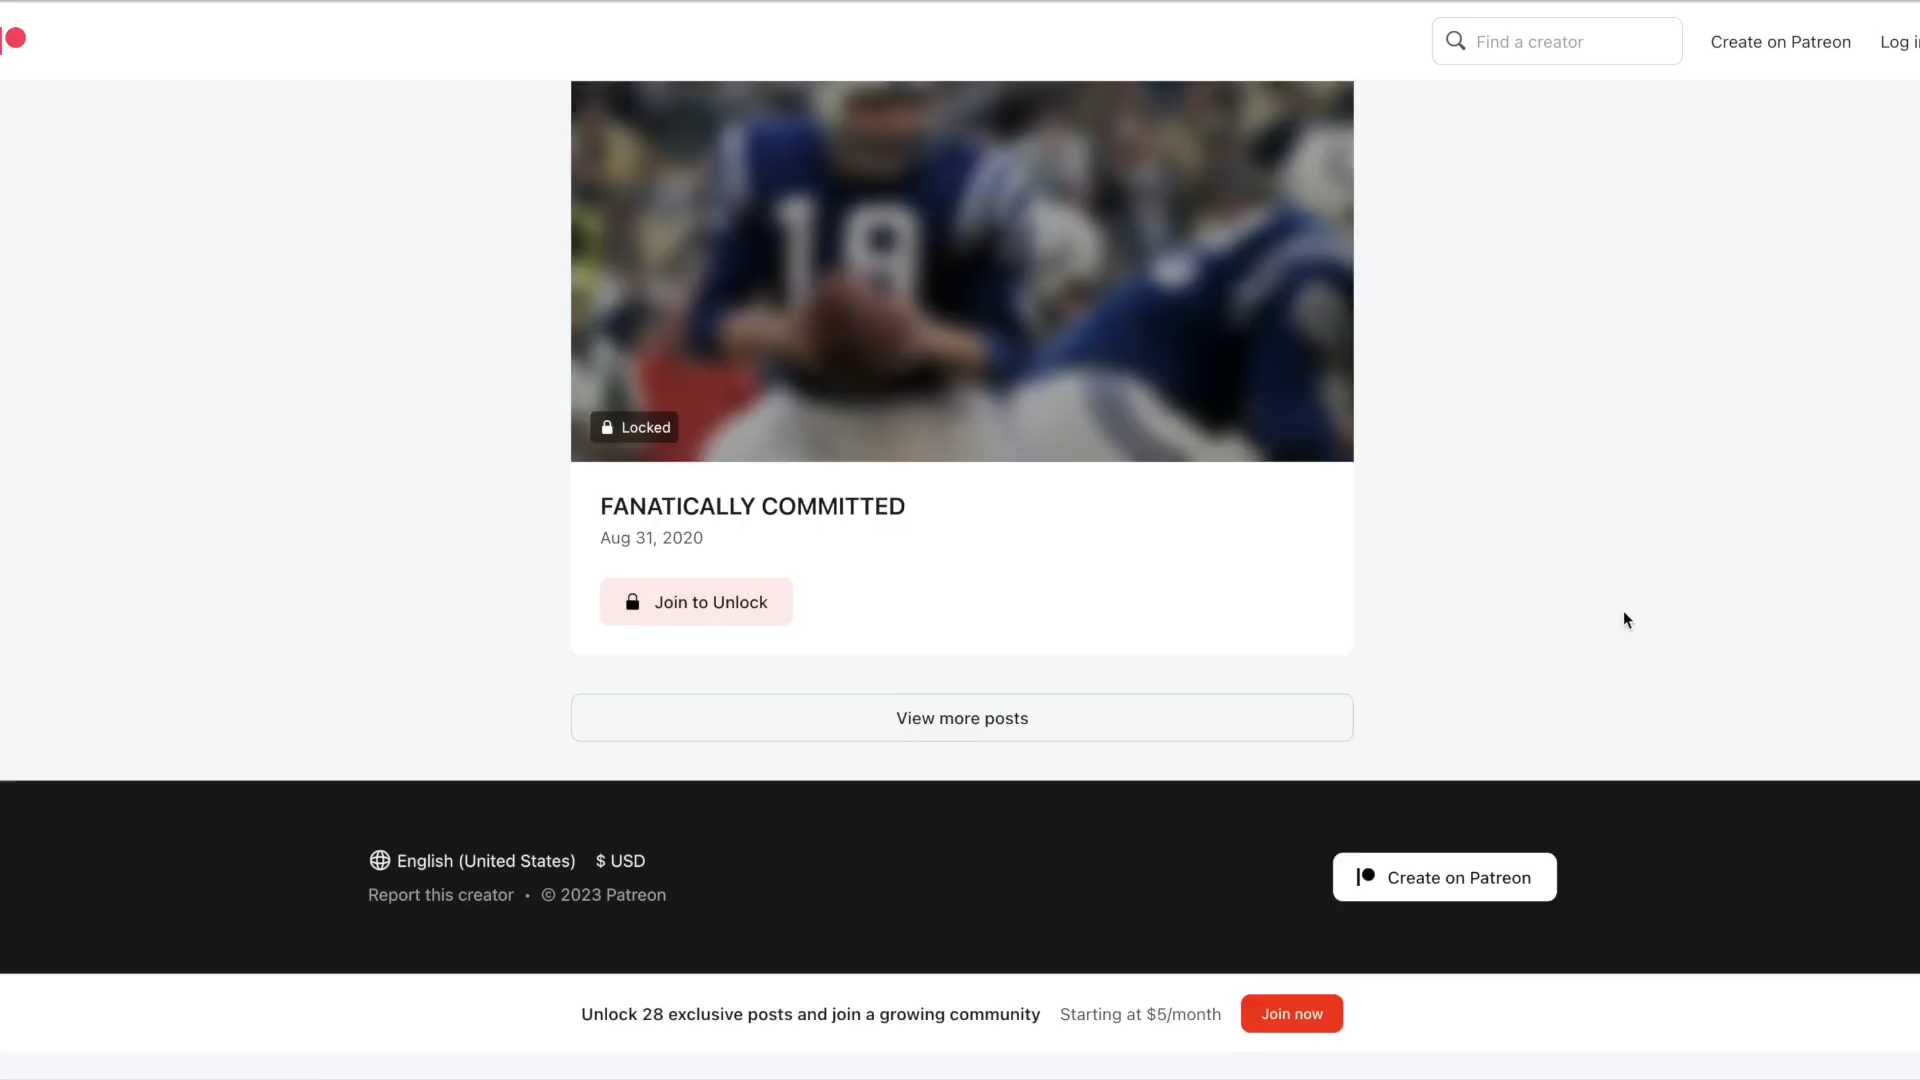 Find a creator
Create on Patreon
Log
18
Locked
FANATICALLY COMMITTED
Aug 31, 2020
Join to Unlock
View more posts
English (United States) $ USD
Report this creator • © 2023 Patreon
Create on Patreon
Unlock 28 exclusive posts and join a growing community Starting at $5/month Join now